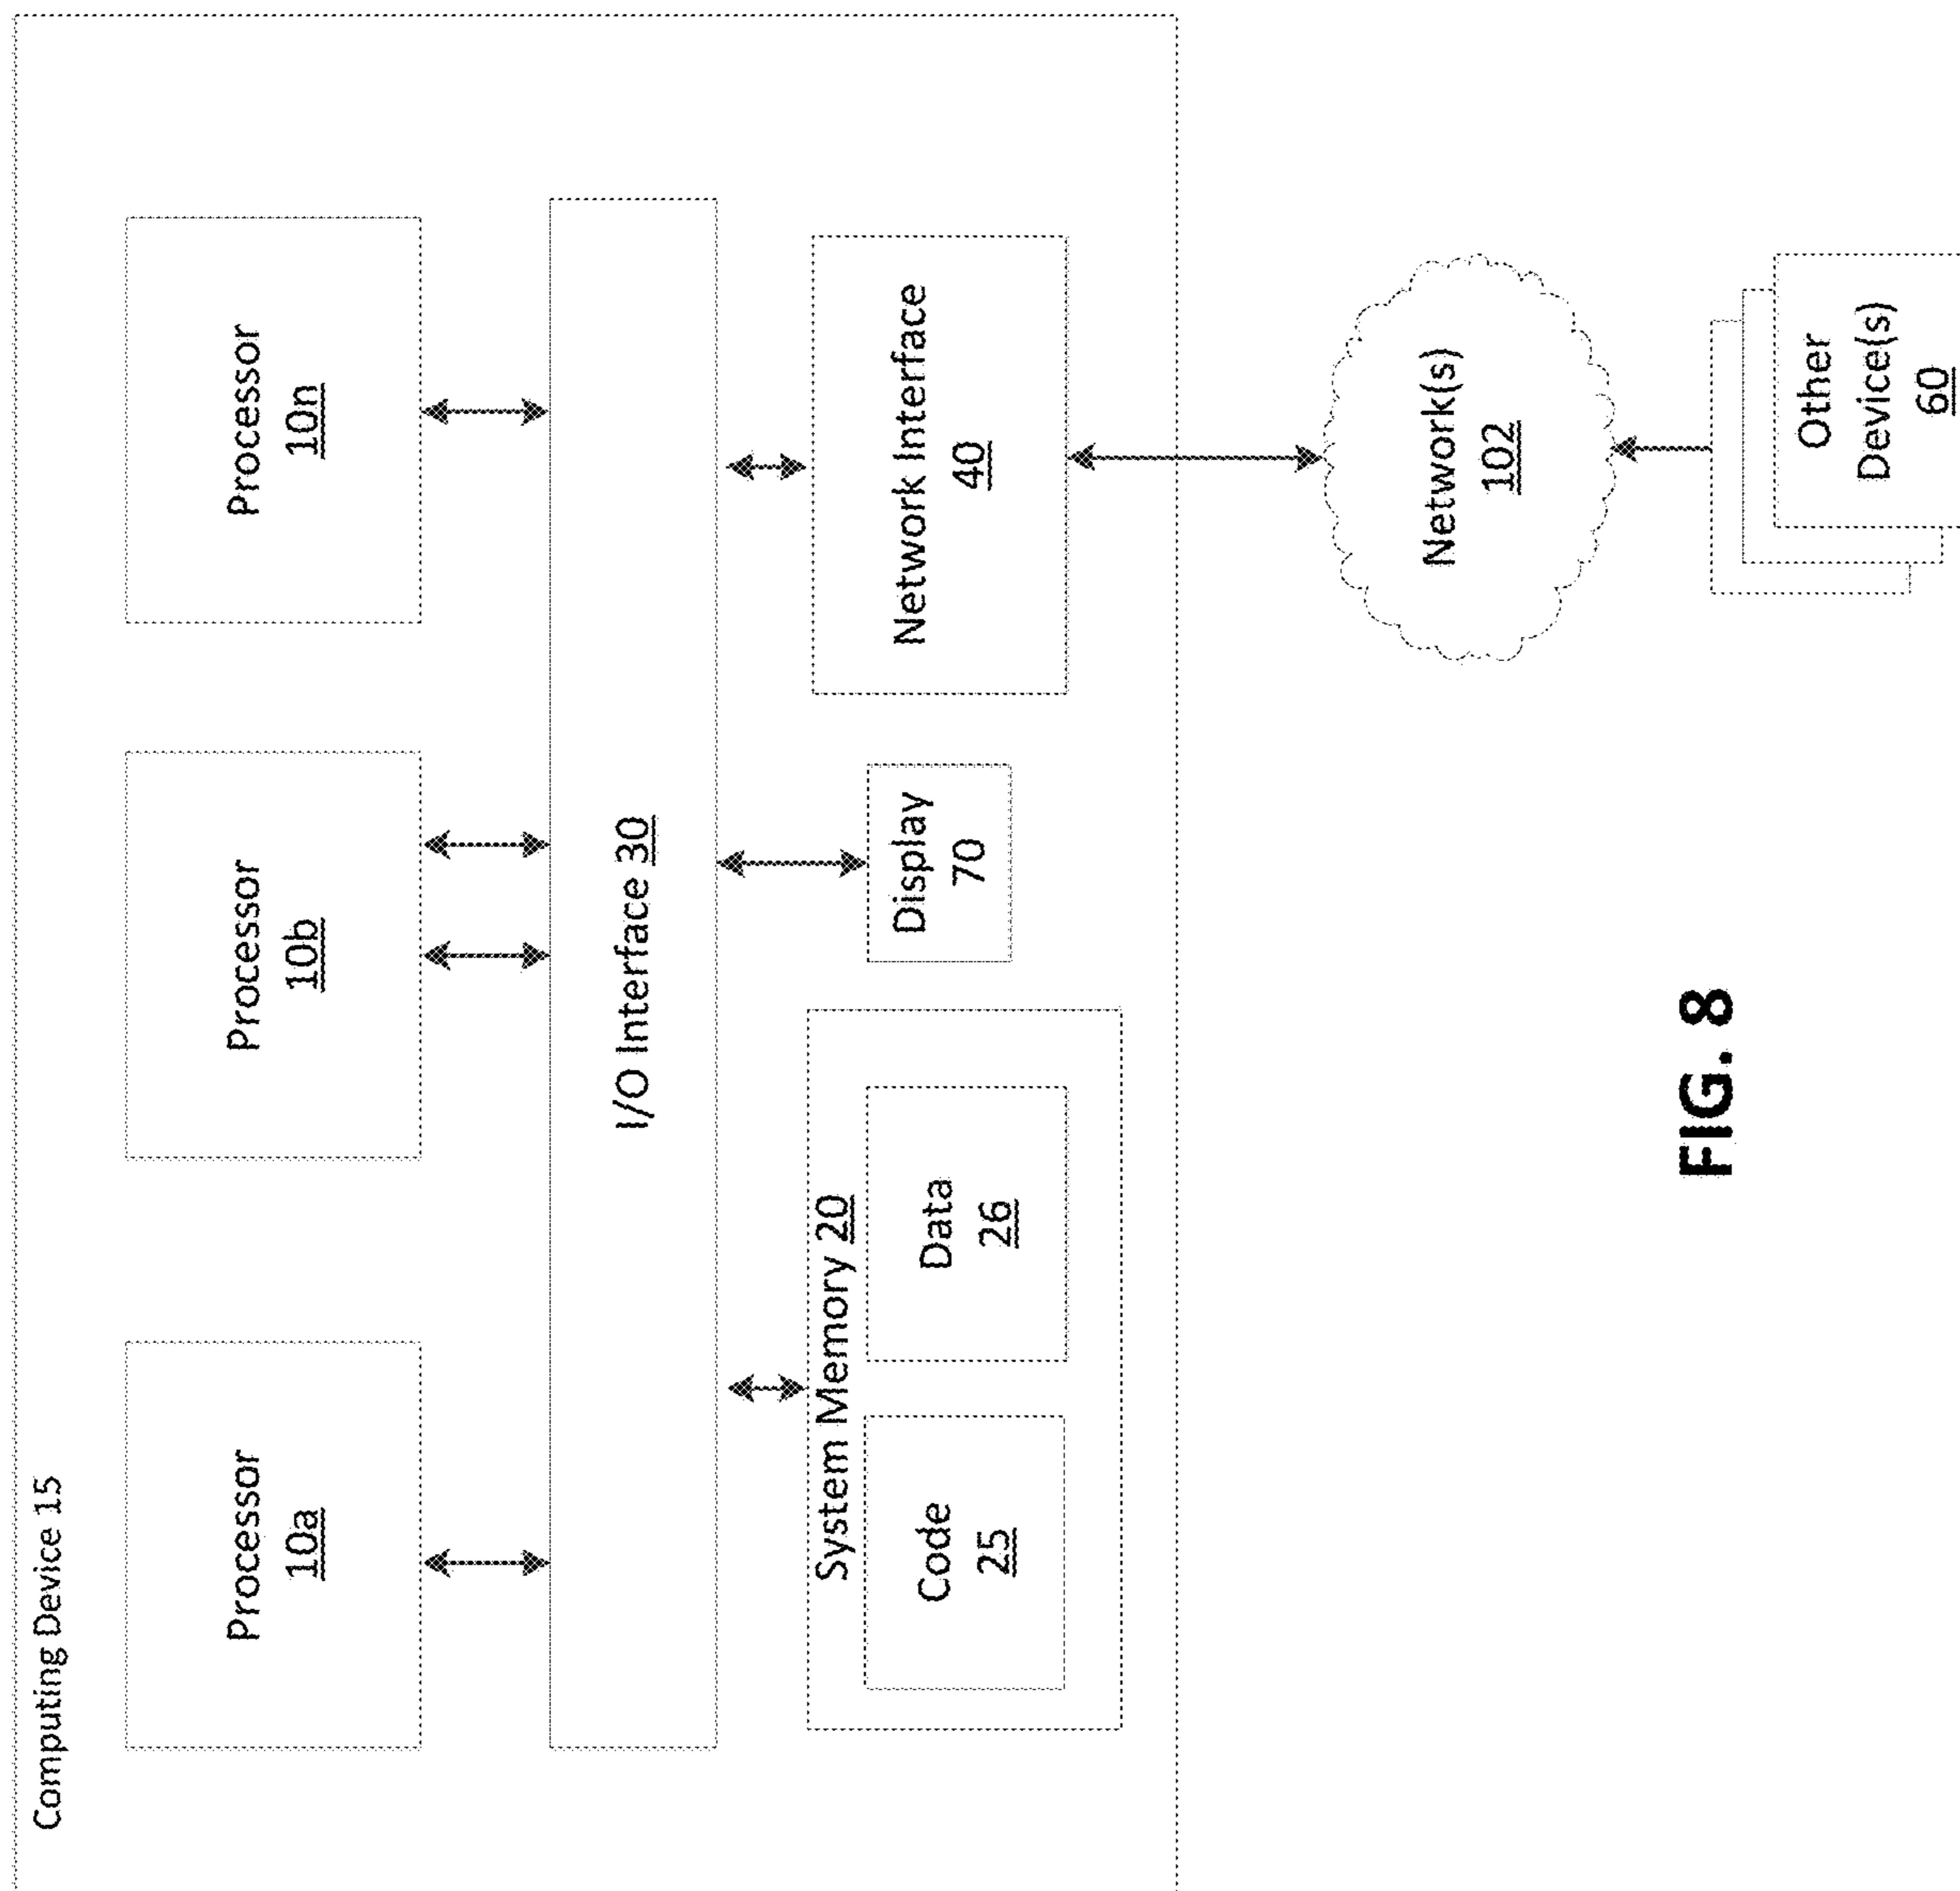 Computing Device 15
Processor
10a
Processor
10b
Processor
10n
I/O Interface 30
System Memory 20
Code
25
Data
26
Display
70
Network Interface
40
Network(s)
102
Other
Device(s)
60
FIG. 8